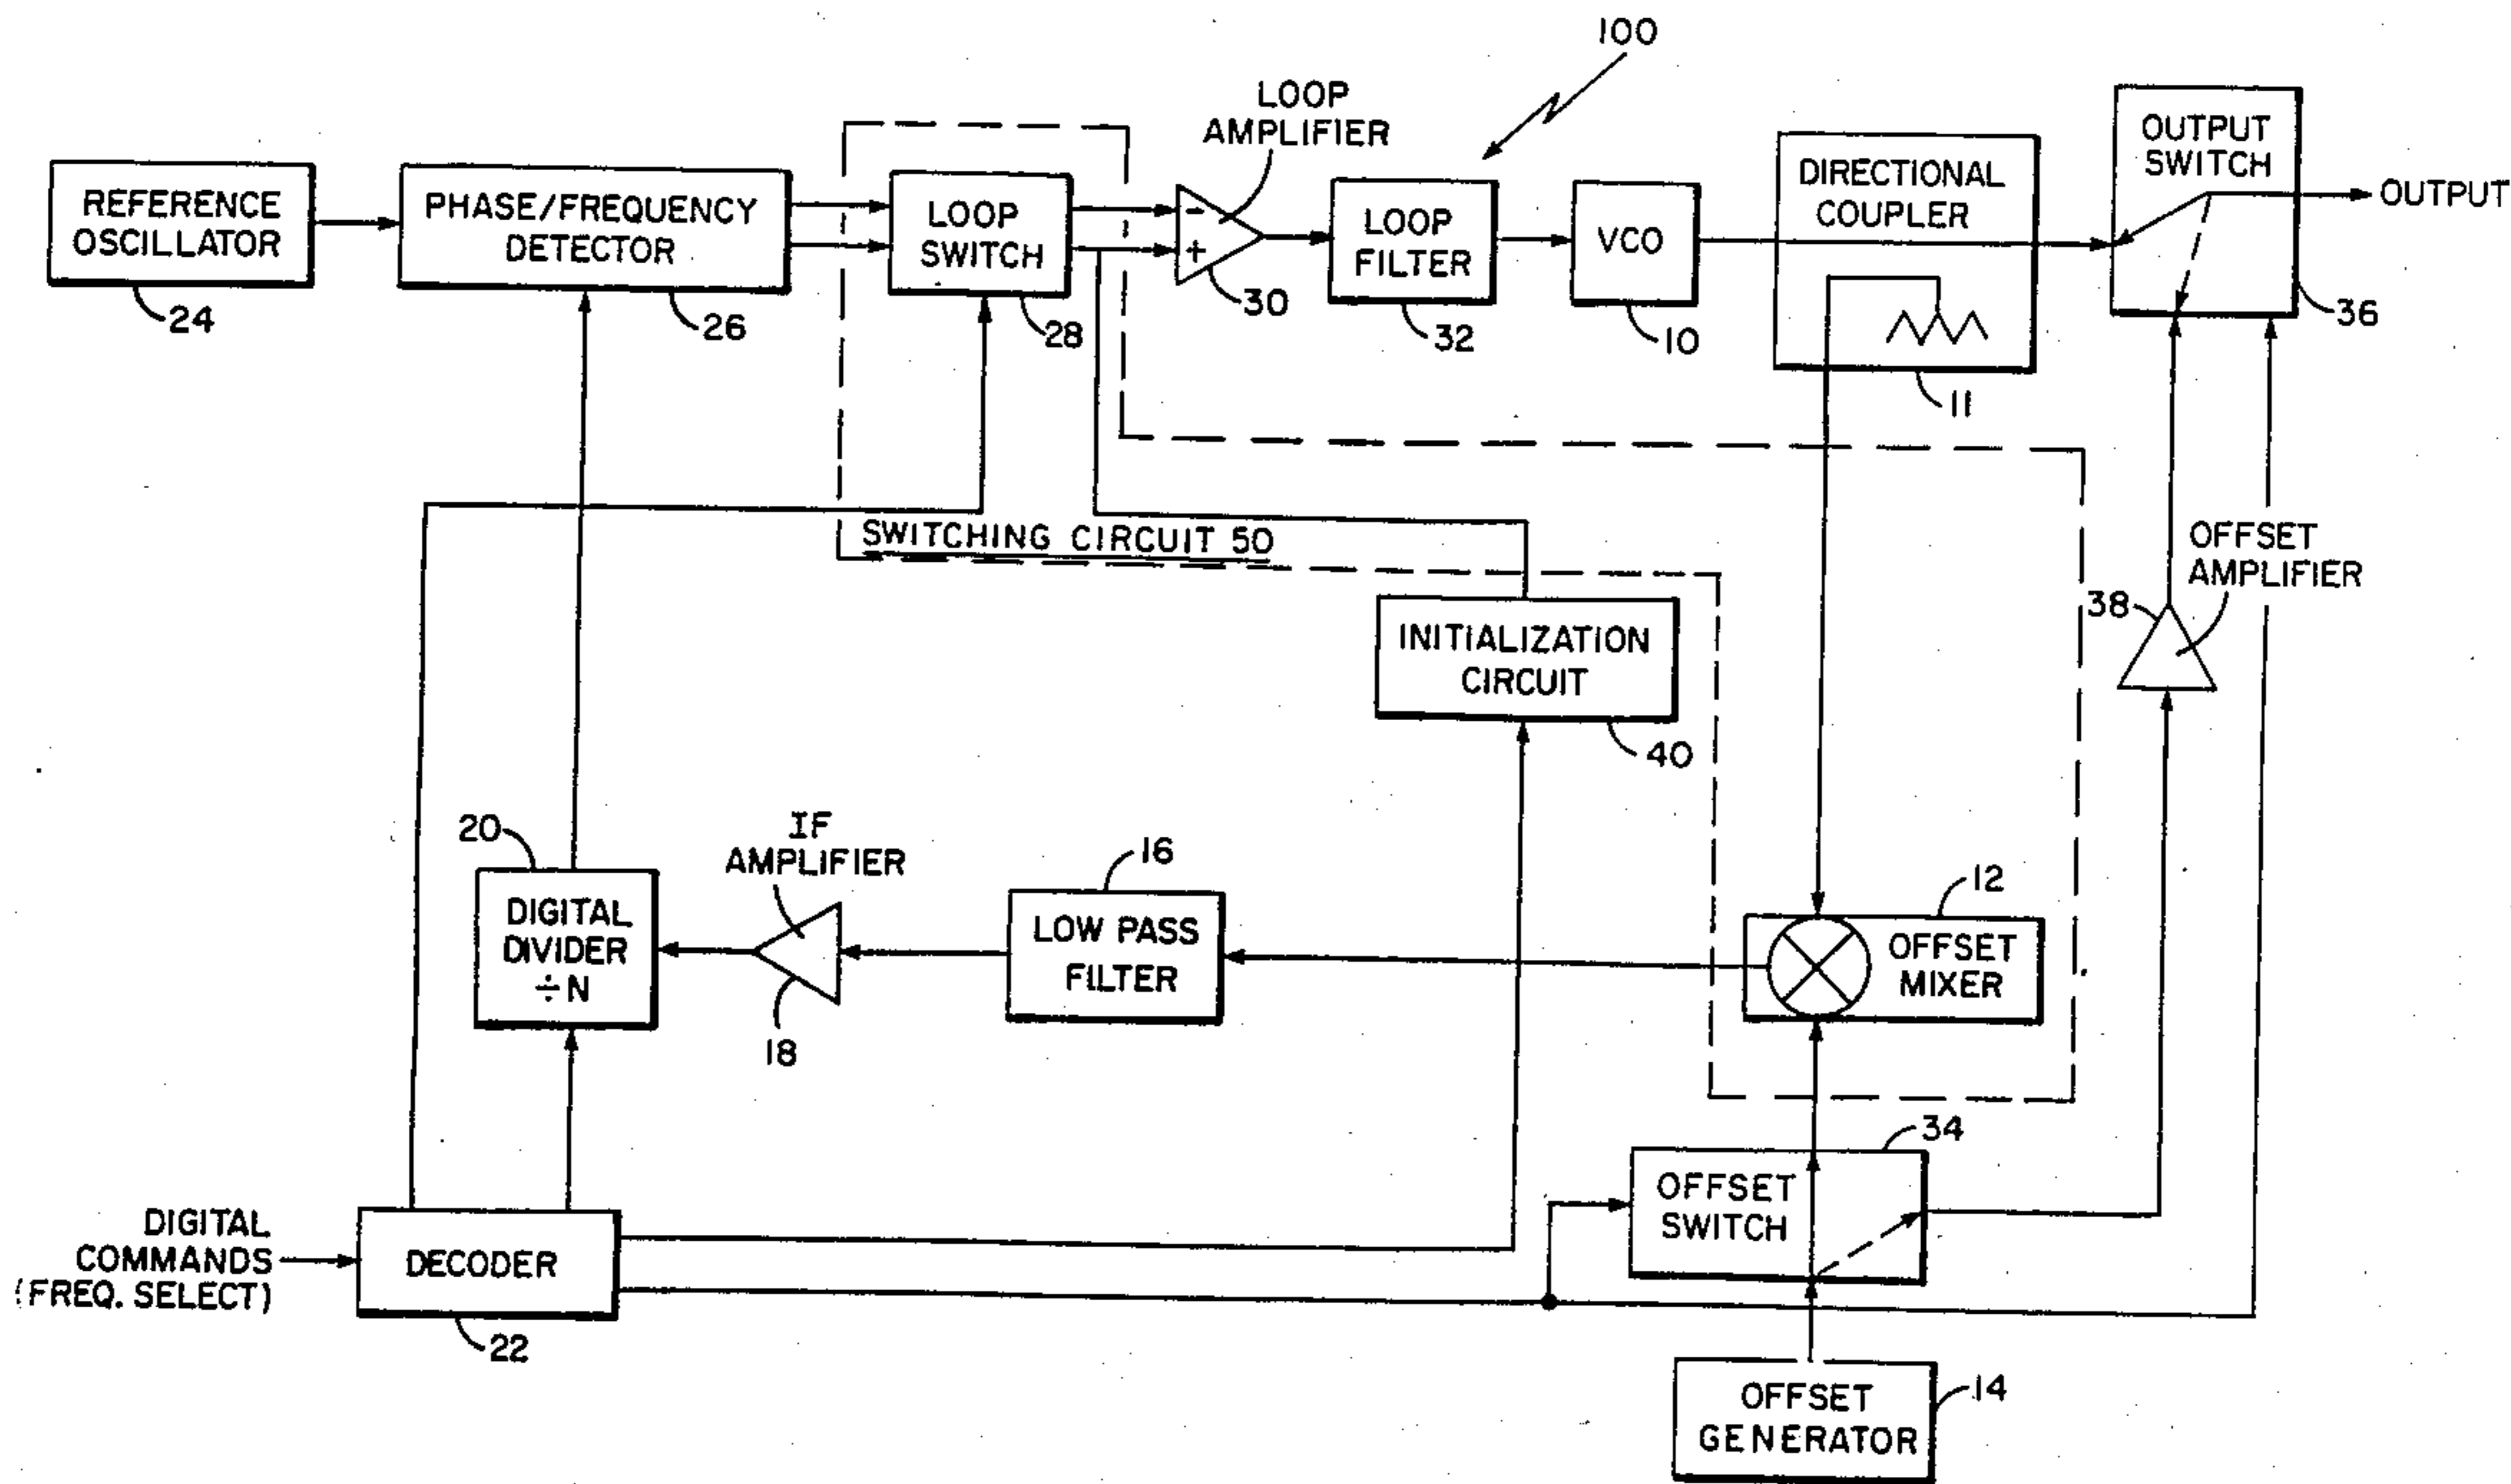 100
LOOP
AMPLIFIER
REFERENCE
OSCILLATOR
24
PHASE/FREQUENCY
DETECTOR
26
LOOP
SWITCH
28
-
+
30
LOOP
FILTER
32
VCO
10
DIRECTIONAL
COUPLER
11
OUTPUT
SWITCH
36
OUTPUT
SWITCHING CIRCUIT 50
OFFSET
AMPLIFIER
38
INITIALIZATION
CIRCUIT
40
20
DIGITAL
DIVIDER
÷N
IF
AMPLIFIER
18
16
LOW PASS
FILTER
12
OFFSET
MIXER
34
OFFSET
SWITCH
DIGITAL
COMMANDS
(FREQ. SELECT)
DECODER
22
OFFSET
GENERATOR
14